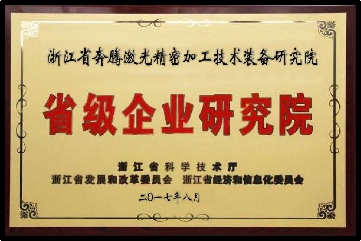 浙江省奔腾激光精密加工技术装备研究院
省级企业研究院
浙江省科学技术厅
浙江省发展和改革委员会 浙江省经济和信息化委员会
二〇一七年八月